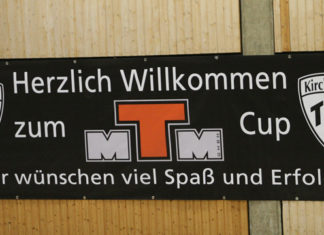 Herzlich Willkommen
zum MTM Cup
wünschen viel Spaß und